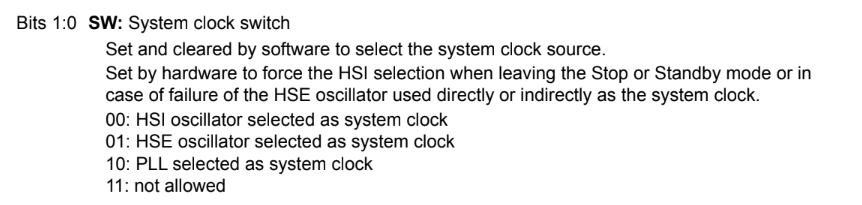 Bits 1:0 SW: System clock switch
Set and cleared by software to select the system clock source.
Set by hardware to force the HSI selection when leaving the Stop or Standby mode or in
case of failure of the HSE oscillator used directly or indirectly as the system clock.
00: HSI oscillator selected as system clock
01: HSE oscillator selected as system clock
10: PLL selected as system clock
11: not allowed